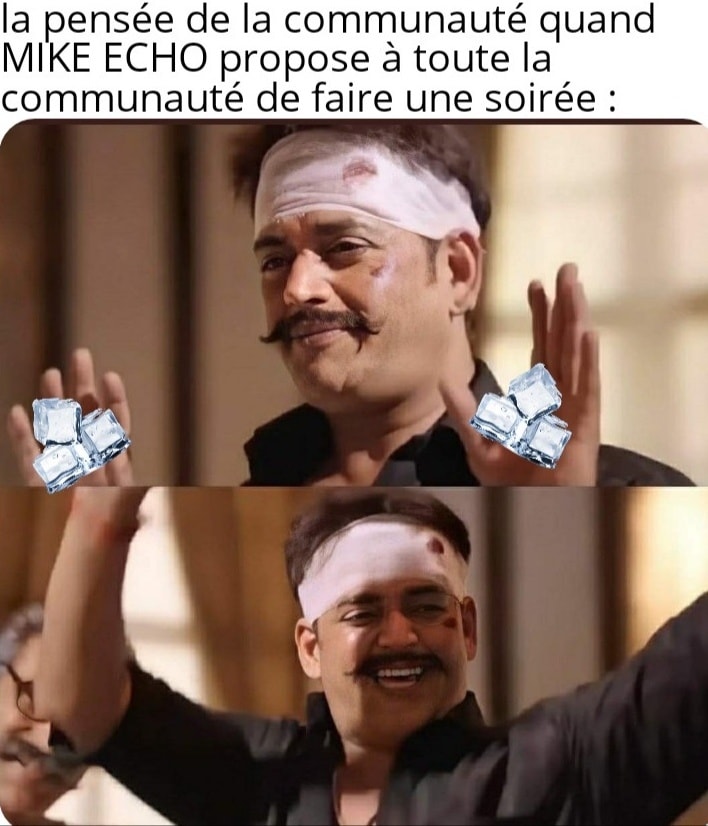 la pensée de la communauté quand
MIKE ECHO propose à toute la
communauté de faire une soirée :